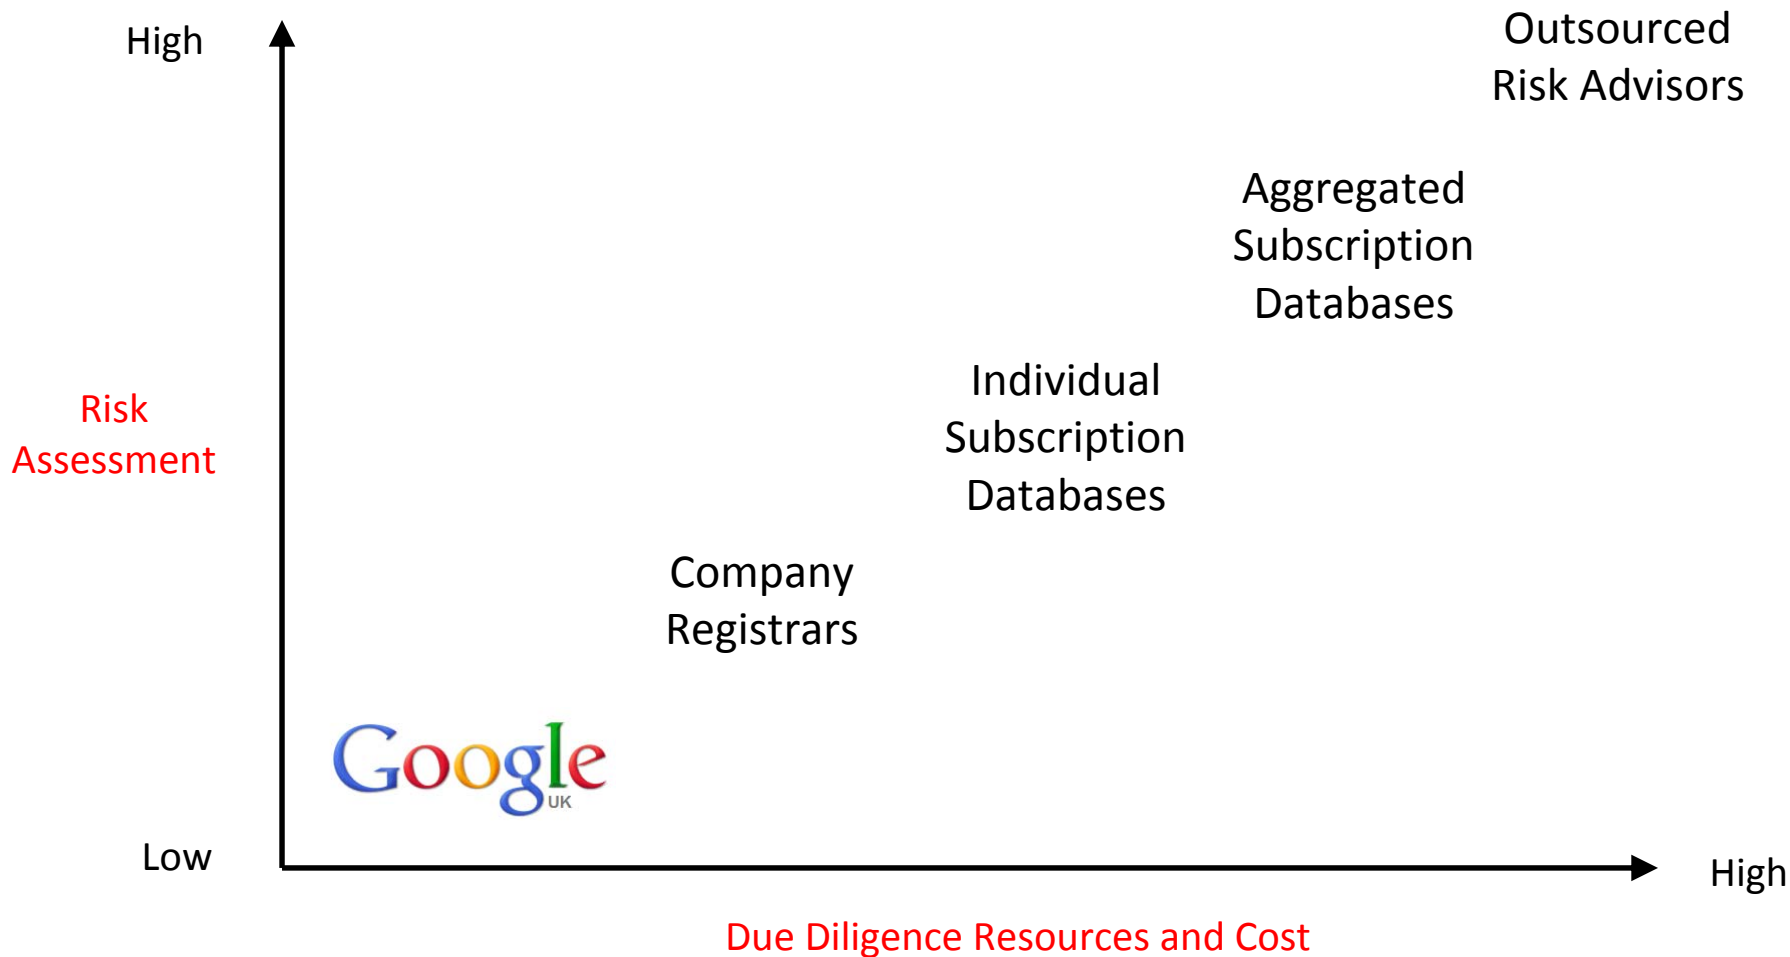 High
Outsourced
Risk Advisors
Aggregated
Subscription
Databases
Individual
Subscription
Databases
Risk
Assessment
Company
Registrars
Google
UK
Low
High
Due Diligence Resources and Cost